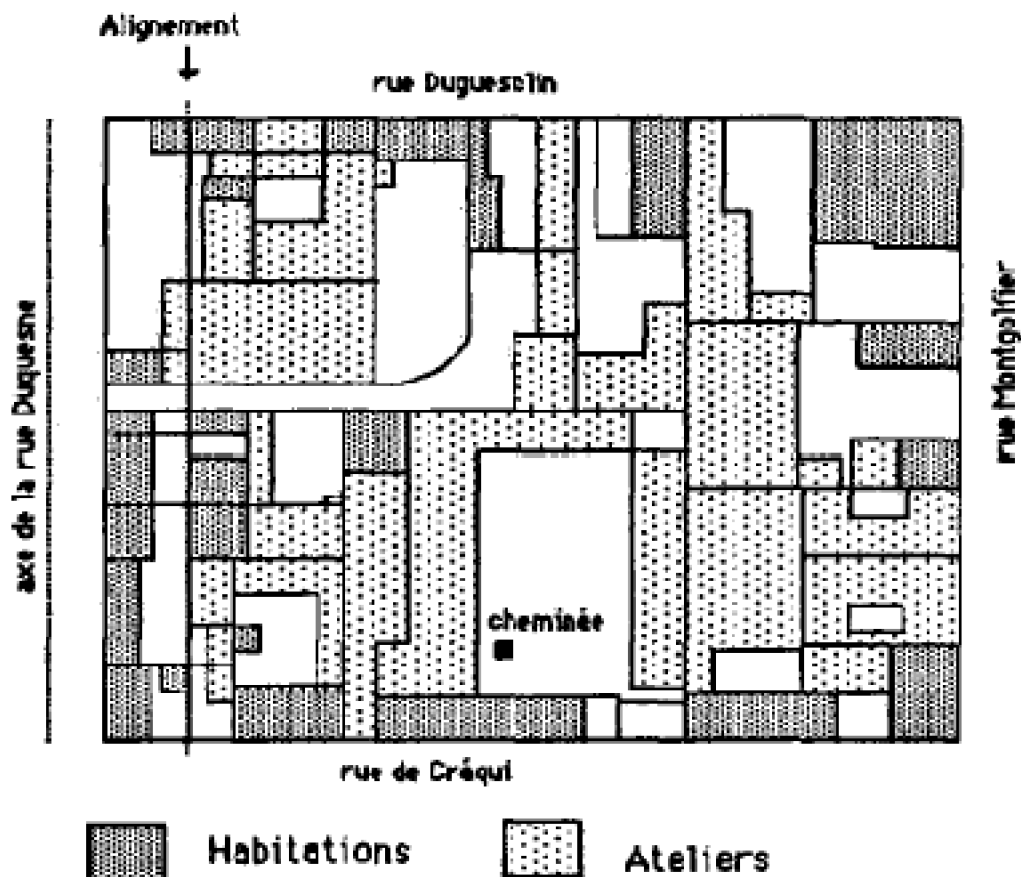 Alignement
rue Duguesclin
axe de la rue Duquesne
rue Montgolfier
cheminée
rue de Créqui
Habitations
Ateliers